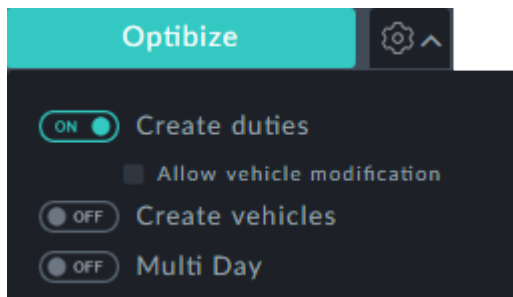 Optibize
ON Create duties
Allow vehicle modification
OFF Create vehicles
OFF Multi Day